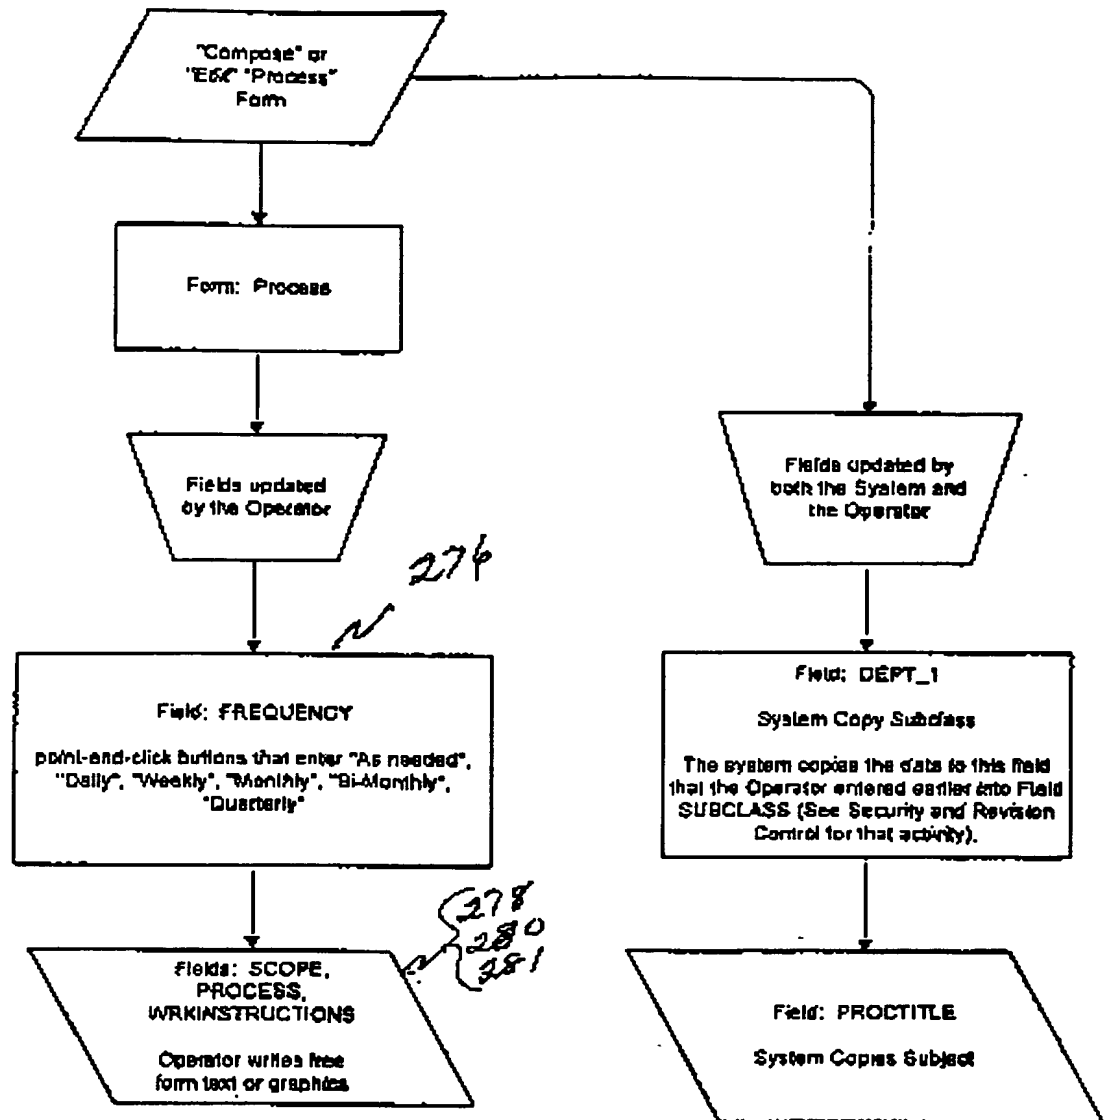 "Compose" or
"Edit" "Process"
Form
Form: Process
Fields updated
by the Operator
276
Field: FREQUENCY
point-and-click buttons that enter "As needed",
"Daily", "Weekly", "Monthly", "Bi-Monthly",
"Quarterly"
278
280
281
Fields: SCOPE,
PROCESS,
WRKINSTRUCTIONS
Operator writes free
form text or graphics
Fields updated by
both the System and
the Operator
Field: DEPT_1
System Copy Subclass
The system copies the data to this field
that the Operator entered earlier into Field
SUBCLASS (See Security and Revision
Control for that activity).
Field: PROCTITLE
System Copies Subject